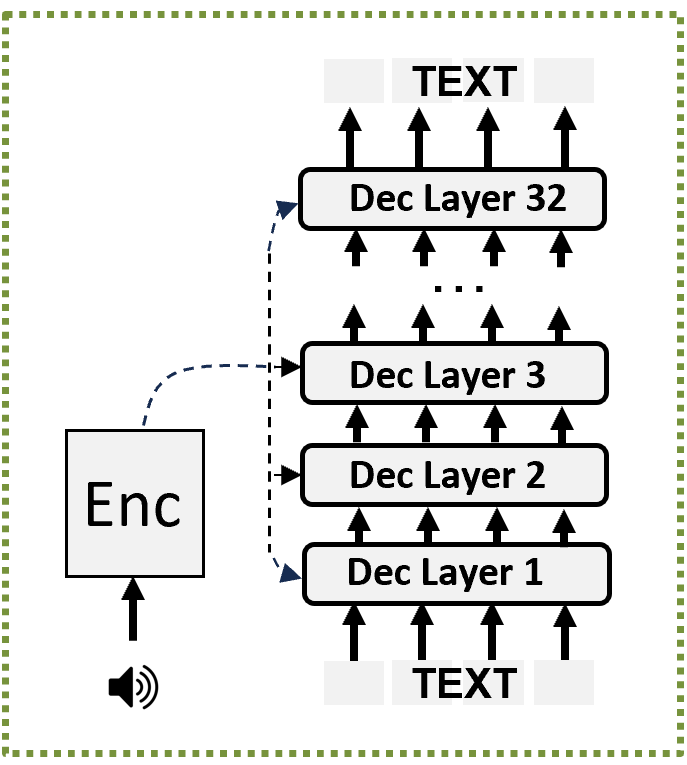 TEXT
Dec Layer 32
...
Dec Layer 3
Dec Layer 2
Enc
Dec Layer 1
TEXT